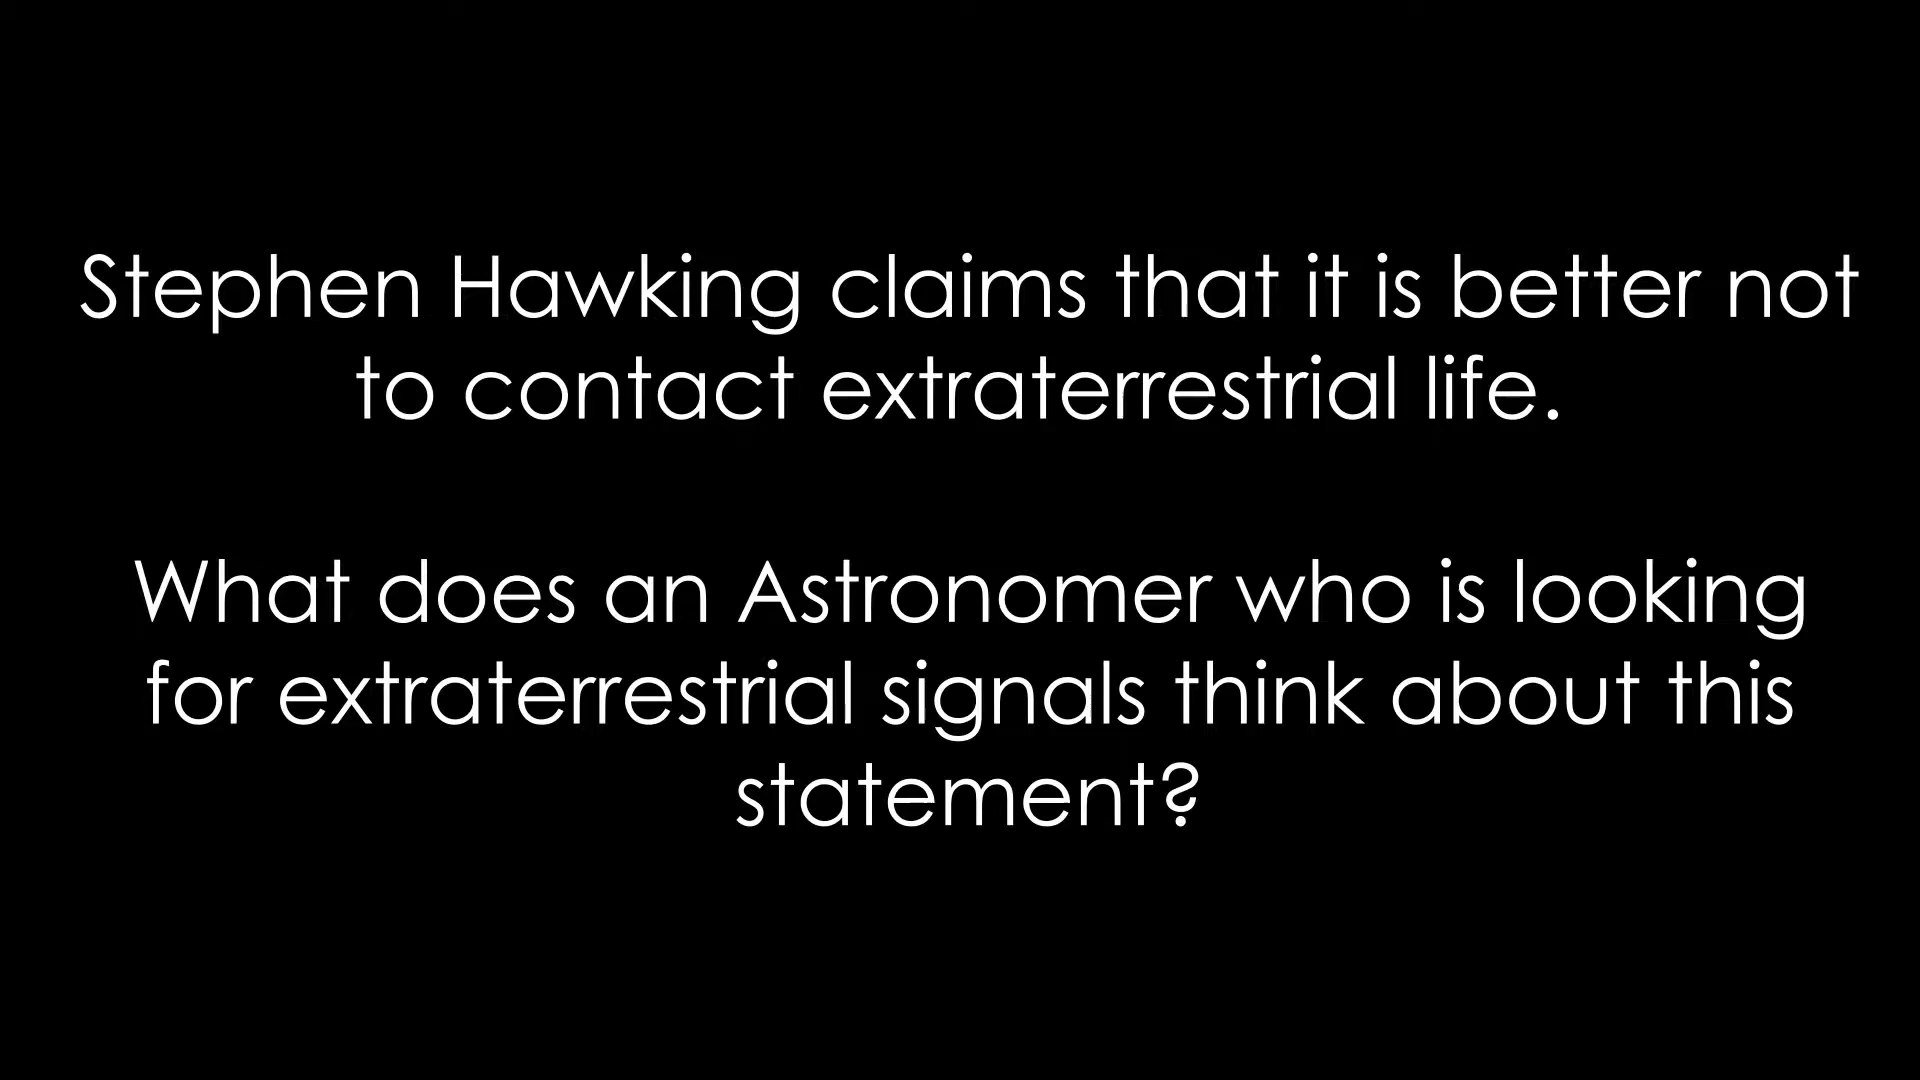 Stephen Hawking claims that it is better not
to contact extraterrestrial life.
What does an Astronomer who is looking
for extraterrestrial signals think about this
statement?